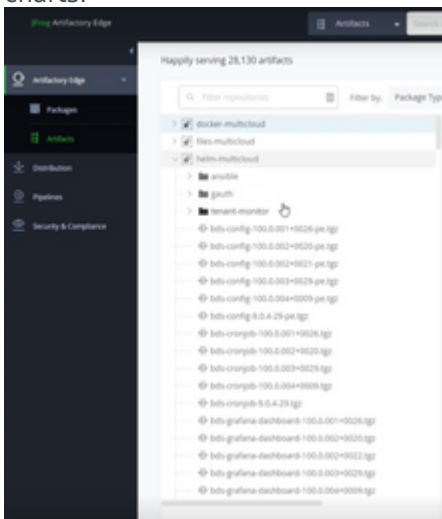 charts:
JFrog Artifactory Edge
Artifacts
Search
Happily serving 28,130 artifacts
Artifactory Edge
Filter repositories
Filter by:
Package Typ
Packages
Artifacts
Distribution
Pipelines
Security & Compliance
docker-multicloud
files-multicloud
helm-multicloud
ansible
gauth
tenant-monitor
bds-config-100.0.001+0026-pe.tgz
bds-config-100.0.002+0020-pe.tgz
bds-config-100.0.002+0021-pe.tgz
bds-config-100.0.003+0029-pe.tgz
bds-config-100.0.004+0009-pe.tgz
bds-config-9.0.4-29-pe.tgz
bds-cronjob-100.0.001+0026.tgz
bds-cronjob-100.0.002+0020.tgz
bds-cronjob-100.0.003+0029.tgz
bds-cronjob-100.0.004+0009.tgz
bds-cronjob-9.0.4-29.tgz
bds-grafana-dashboard-100.0.001+0026.tgz
bds-grafana-dashboard-100.0.002+0020.tgz
bds-grafana-dashboard-100.0.002+0022.tgz
bds-grafana-dashboard-100.0.003+0029.tgz
bds-grafana-dashboard-100.0.004+0009.tgz